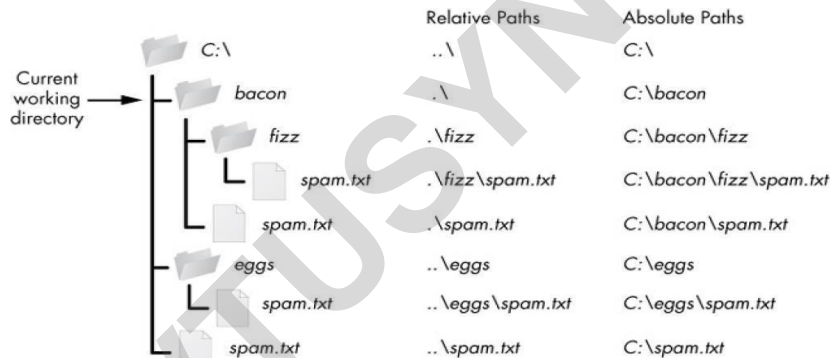 Relative Paths Absolute Paths
C:\ ..\ C:\
Current
working
directory
bacon .\ C:\bacon
fizz .\fizz C:\bacon\fizz
spam.txt .\fizz\spam.txt C:\bacon\fizz\spam.txt
spam.txt .\spam.txt C:\bacon\spam.txt
eggs ..\eggs C:\eggs
spam.txt ..\eggs\spam.txt C:\eggs\spam.txt
spam.txt ..\spam.txt C:\spam.txt
TUSYN